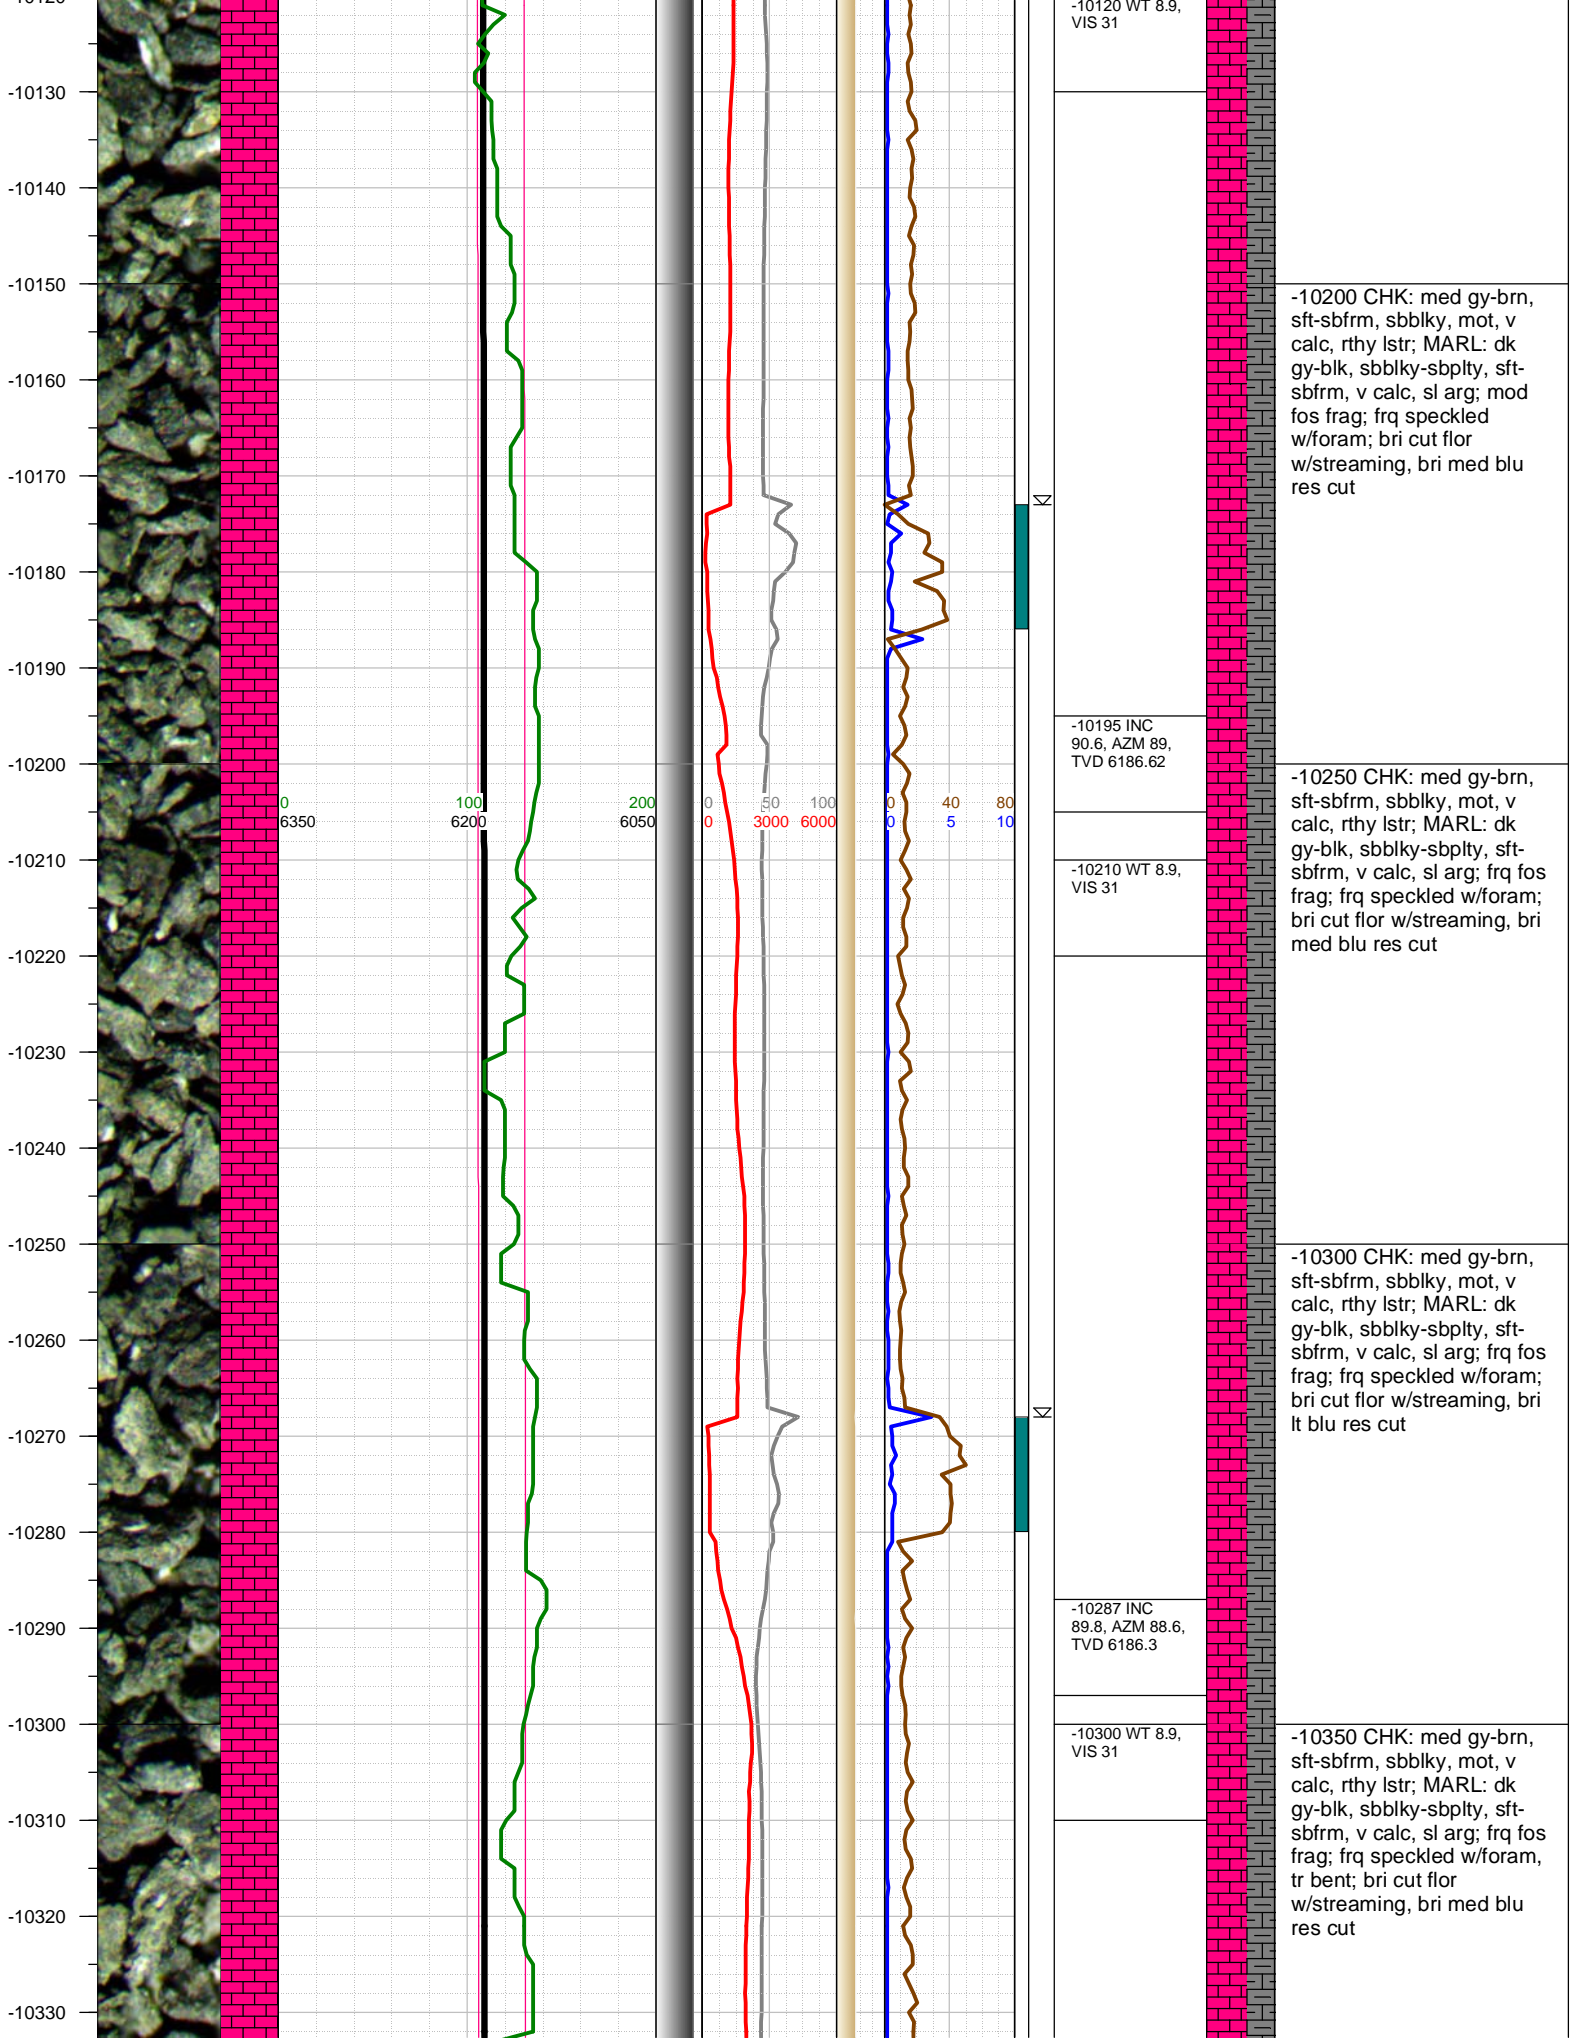 -10120 WT 8.9,
VIS 31
-10130
-10140
-10150
-10200 CHK: med gy-brn,
sft-sbfrm, sbblky, mot, v
calc, rthy lstr; MARL: dk
gy-blk, sbblky-sbplty, sft-
sbfrm, v calc, sl arg; mod
fos frag; frq speckled
w/foram; bri cut flor
w/streaming, bri med blu
res cut
-10160
-10170
-10180
-10190
-10195 INC
90.6, AZM 89,
TVD 6186.62
-10200
-10250 CHK: med gy-brn,
sft-sbfrm, sbblky, mot, v
calc, rthy lstr; MARL: dk
gy-blk, sbblky-sbplty, sft-
sbfrm, v calc, sl arg; frq fos
frag; frq speckled w/foram;
bri cut flor w/streaming, bri
med blu res cut
0 100 200 0 50 100 0 40 80
6350 6200 6050 0 3000 6000 0 5 10
-10210
-10210 WT 8.9,
VIS 31
-10220
-10230
-10240
-10250
-10300 CHK: med gy-brn,
sft-sbfrm, sbblky, mot, v
calc, rthy lstr; MARL: dk
gy-blk, sbblky-sbplty, sft-
sbfrm, v calc, sl arg; frq fos
frag; frq speckled w/foram;
bri cut flor w/streaming, bri
lt blu res cut
-10260
-10270
-10280
-10287 INC
89.8, AZM 88.6,
TVD 6186.3
-10290
-10300
-10300 WT 8.9,
VIS 31
-10350 CHK: med gy-brn,
sft-sbfrm, sbblky, mot, v
calc, rthy lstr; MARL: dk
gy-blk, sbblky-sbplty, sft-
sbfrm, v calc, sl arg; frq fos
frag; frq speckled w/foram,
tr bent; bri cut flor
w/streaming, bri med blu
res cut
-10310
-10320
-10330